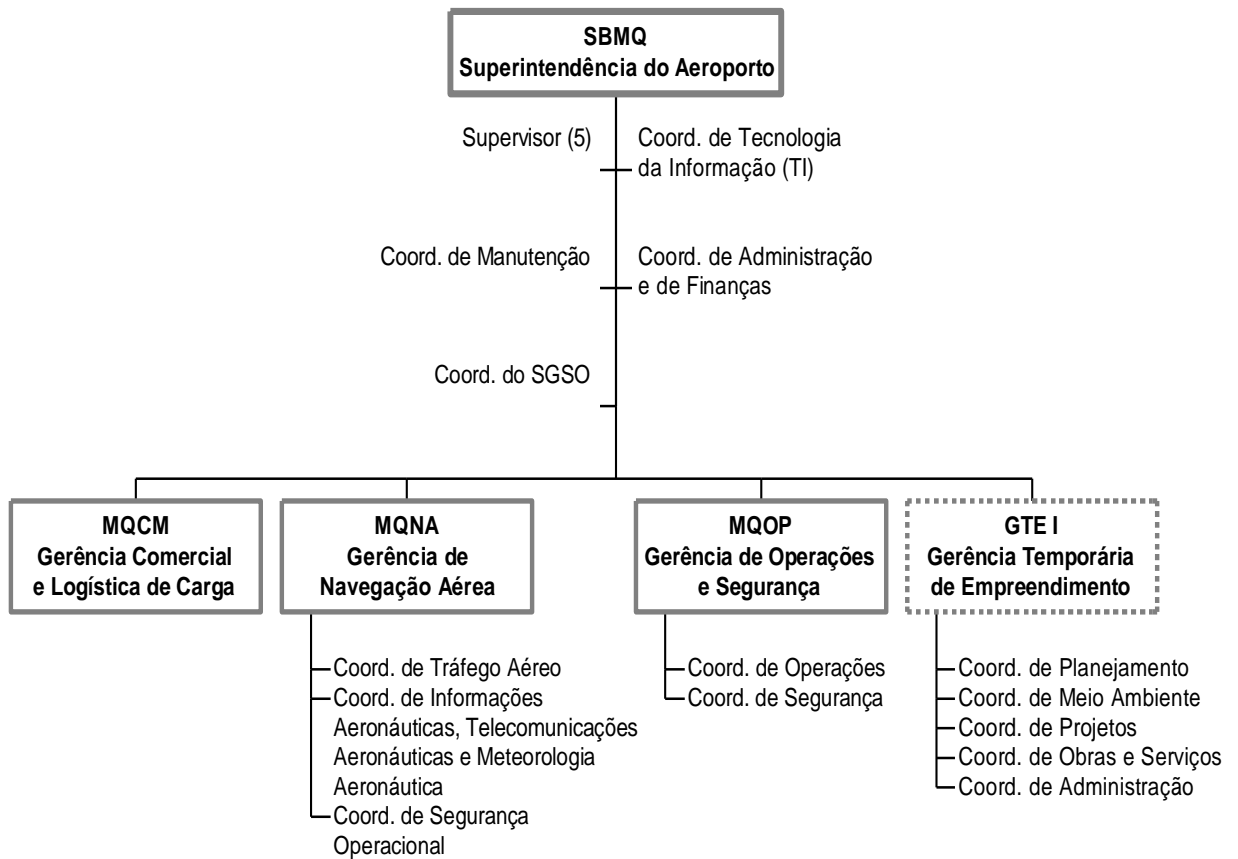 SBMQ
Superintendência do Aeroporto
Supervisor (5)
Coord. de Tecnologia
da Informação (TI)
Coord. de Manutenção
Coord. de Administração
e de Finanças
Coord. do SGSO
MQCM
Gerência Comercial
e Logística de Carga
MQNA
Gerência de
Navegação Aérea
MQOP
Gerência de Operações
e Segurança
GTE I
Gerência Temporária
de Empreendimento
Coord. de Tráfego Aéreo
Coord. de Informações
Aeronáuticas, Telecomunicações
Aeronáuticas e Meteorologia
Aeronáutica
Coord. de Segurança
Operacional
Coord. de Operações
Coord. de Segurança
Coord. de Planejamento
Coord. de Meio Ambiente
Coord. de Projetos
Coord. de Obras e Serviços
Coord. de Administração